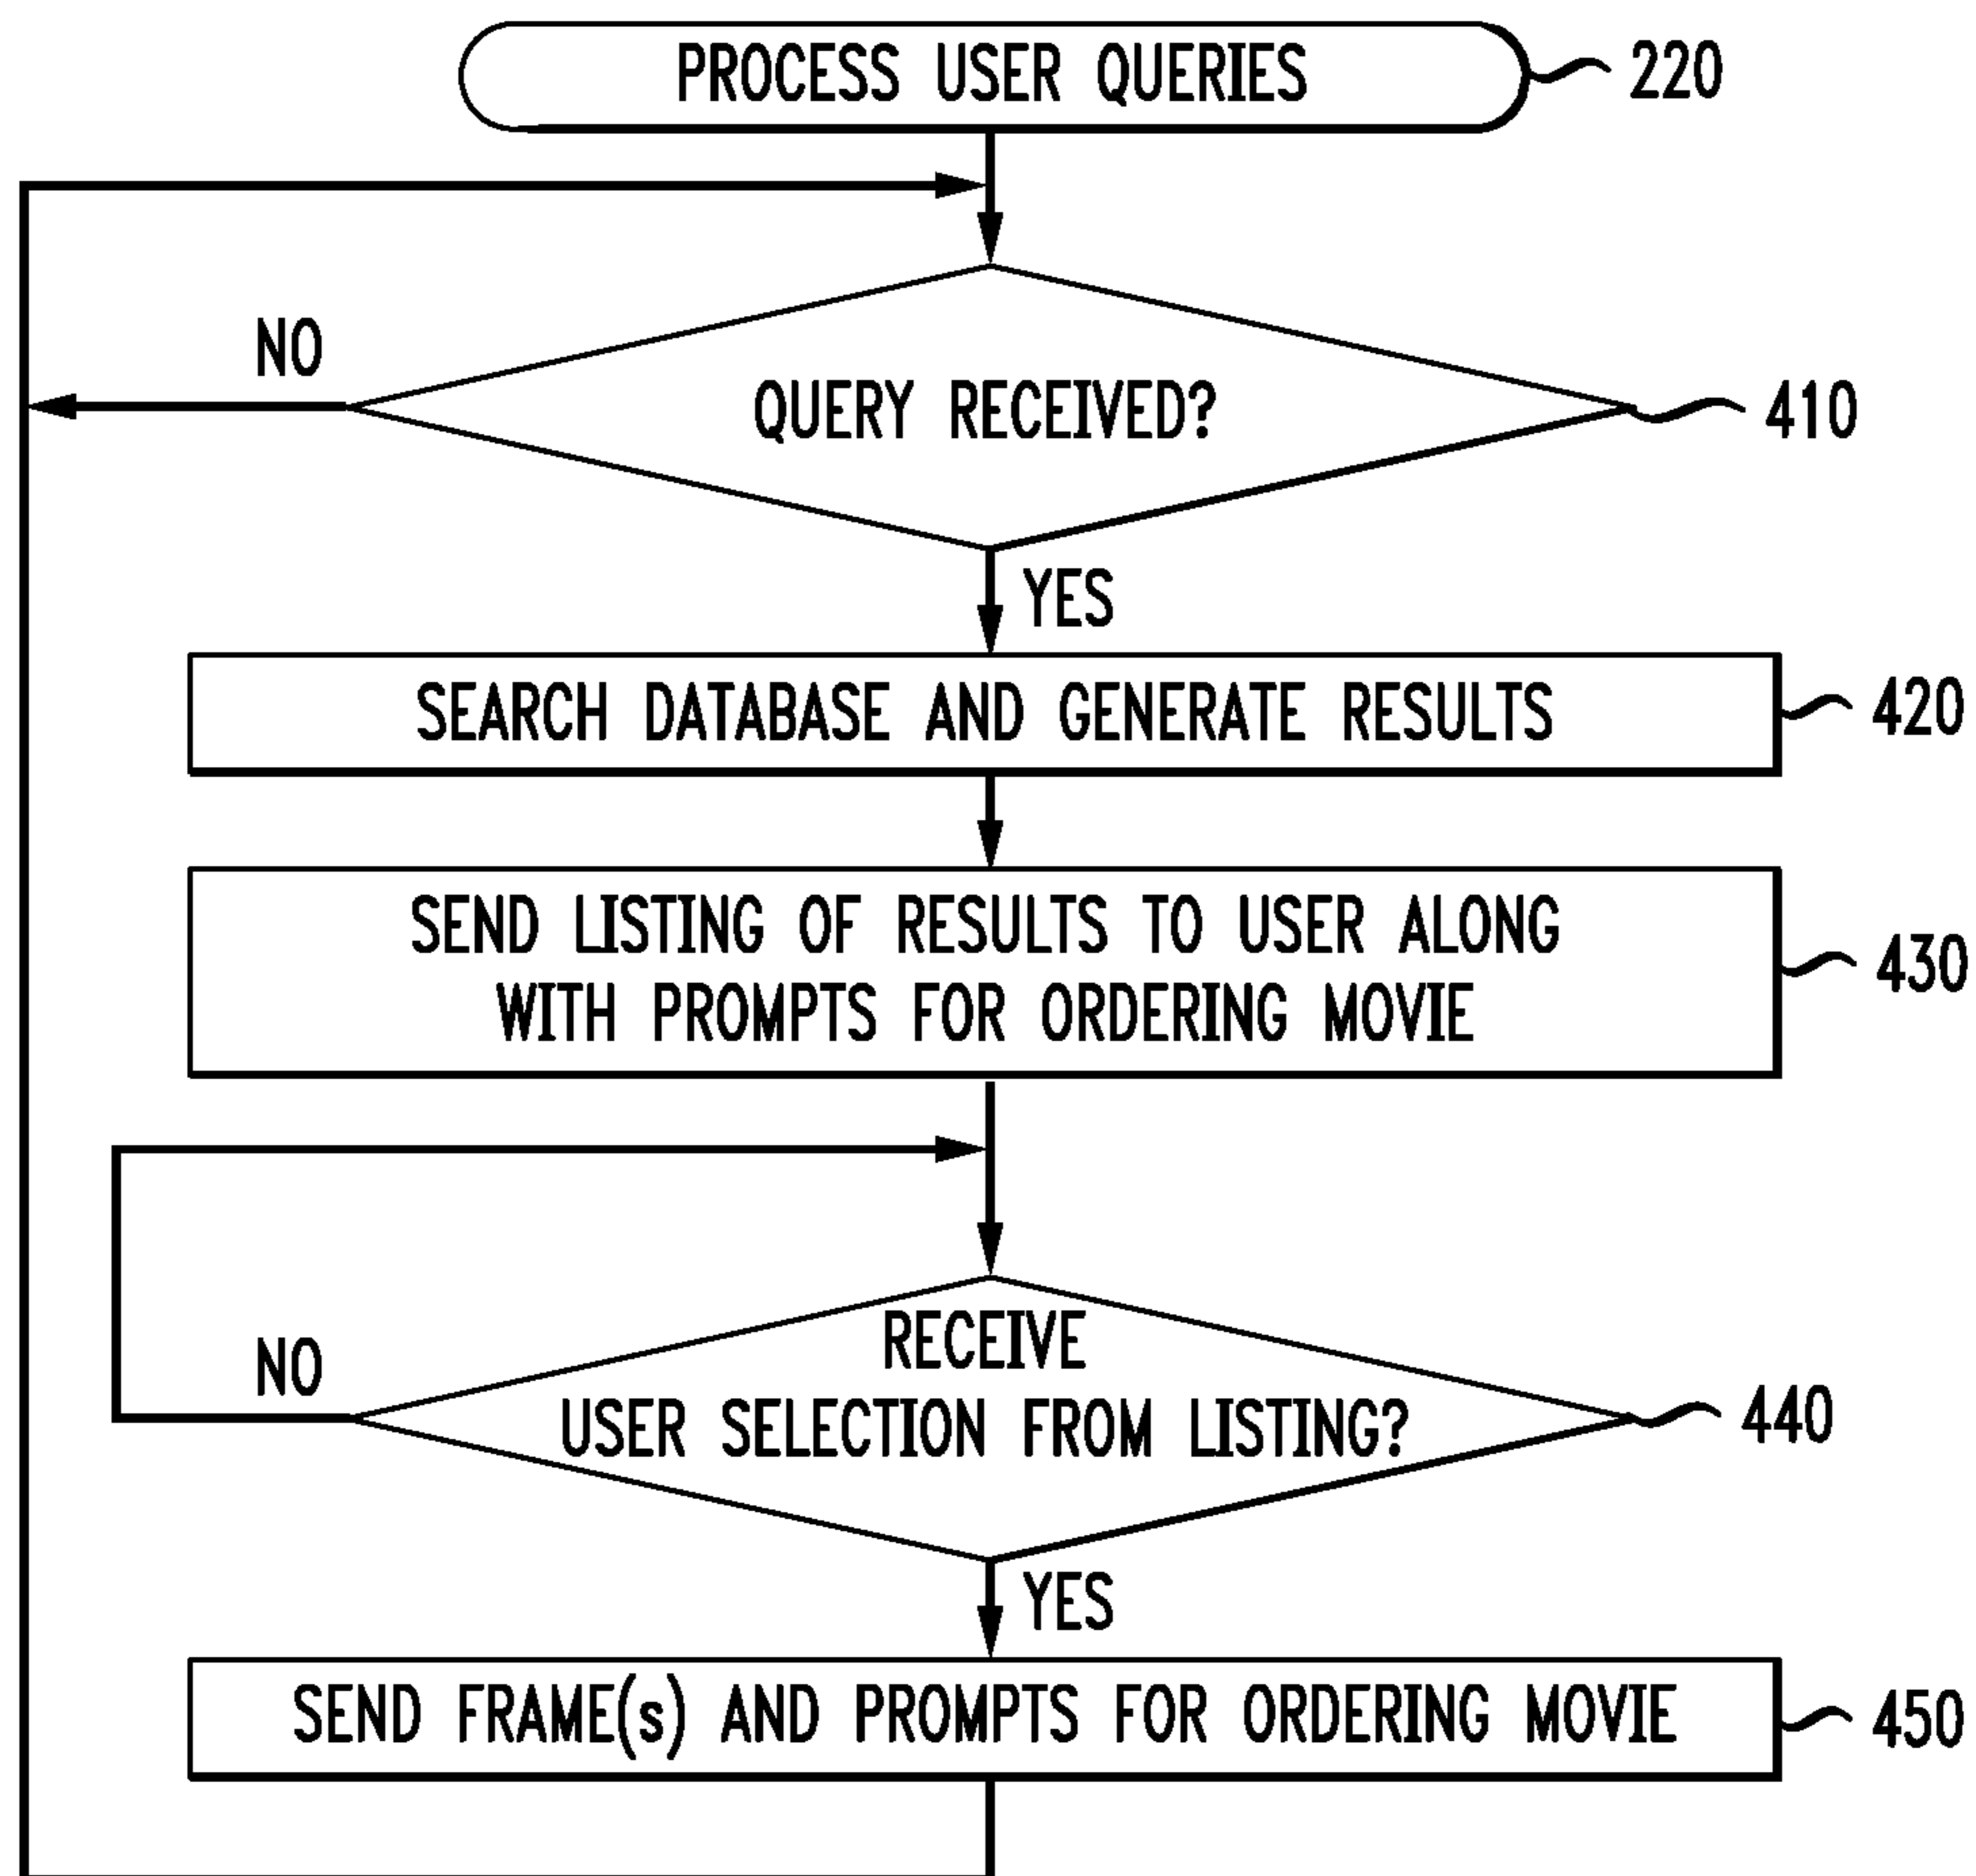 PROCESS USER QUERIES
220
NO
QUERY RECEIVED?
410
YES
SEARCH DATABASE AND GENERATE RESULTS
420
SEND LISTING OF RESULTS TO USER ALONG
WITH PROMPTS FOR ORDERING MOVIE
430
NO
RECEIVE
USER SELECTION FROM LISTING?
440
YES
SEND FRAME(s) AND PROMPTS FOR ORDERING MOVIE
450